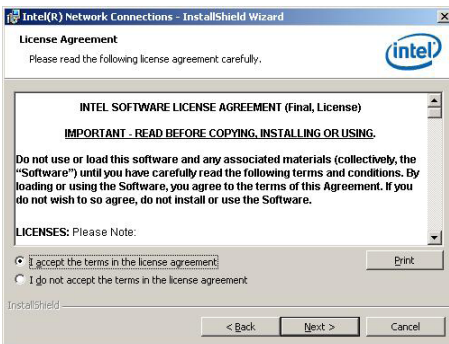 Intel(R) Network Connections - InstallShield Wizard
License Agreement
Please read the following license agreement carefully.
intel
INTEL SOFTWARE LICENSE AGREEMENT (Final, License)
IMPORTANT - READ BEFORE COPYING, INSTALLING OR USING.
Do not use or load this software and any associated materials (collectively, the
"Software") until you have carefully read the following terms and conditions. By
loading or using the Software, you agree to the terms of this Agreement. If you
do not wish to so agree, do not install or use the Software.
LICENSES: Please Note:
I accept the terms in the license agreement
Print
I do not accept the terms in the license agreement
InstallShield
< Back
Next >
Cancel